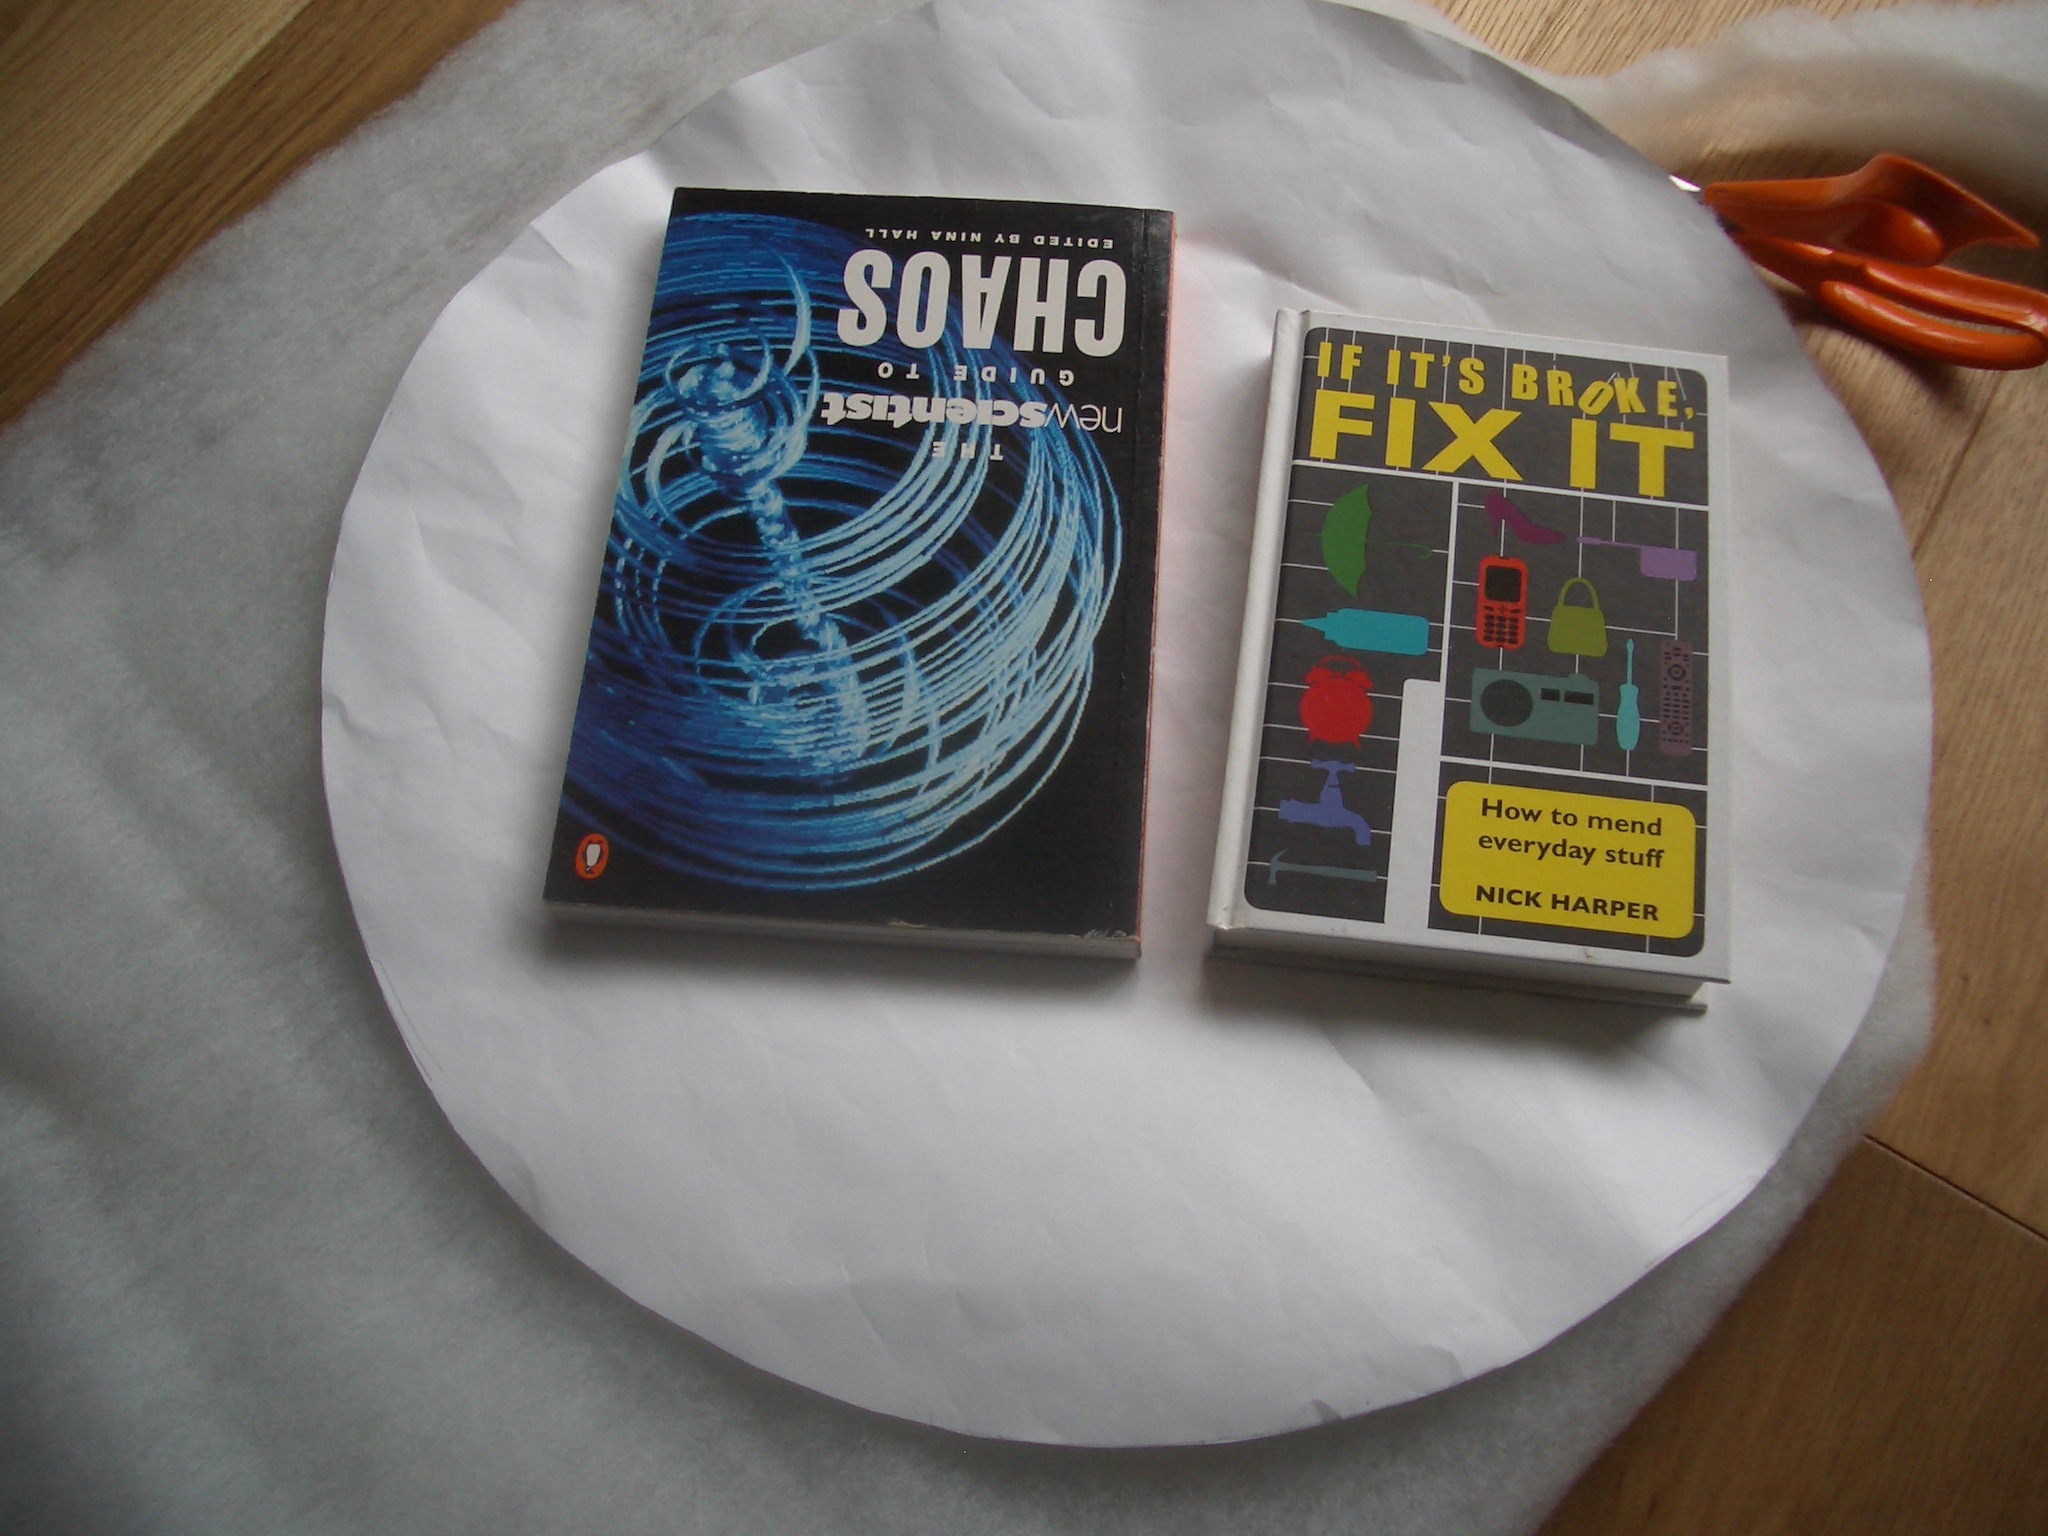 THE
newscientist
GUIDE TO
CHAOS
EDITED BY NINA HALL
IF IT'S BROKE,
FIX IT
How to mend
everyday stuff
NICK HARPER